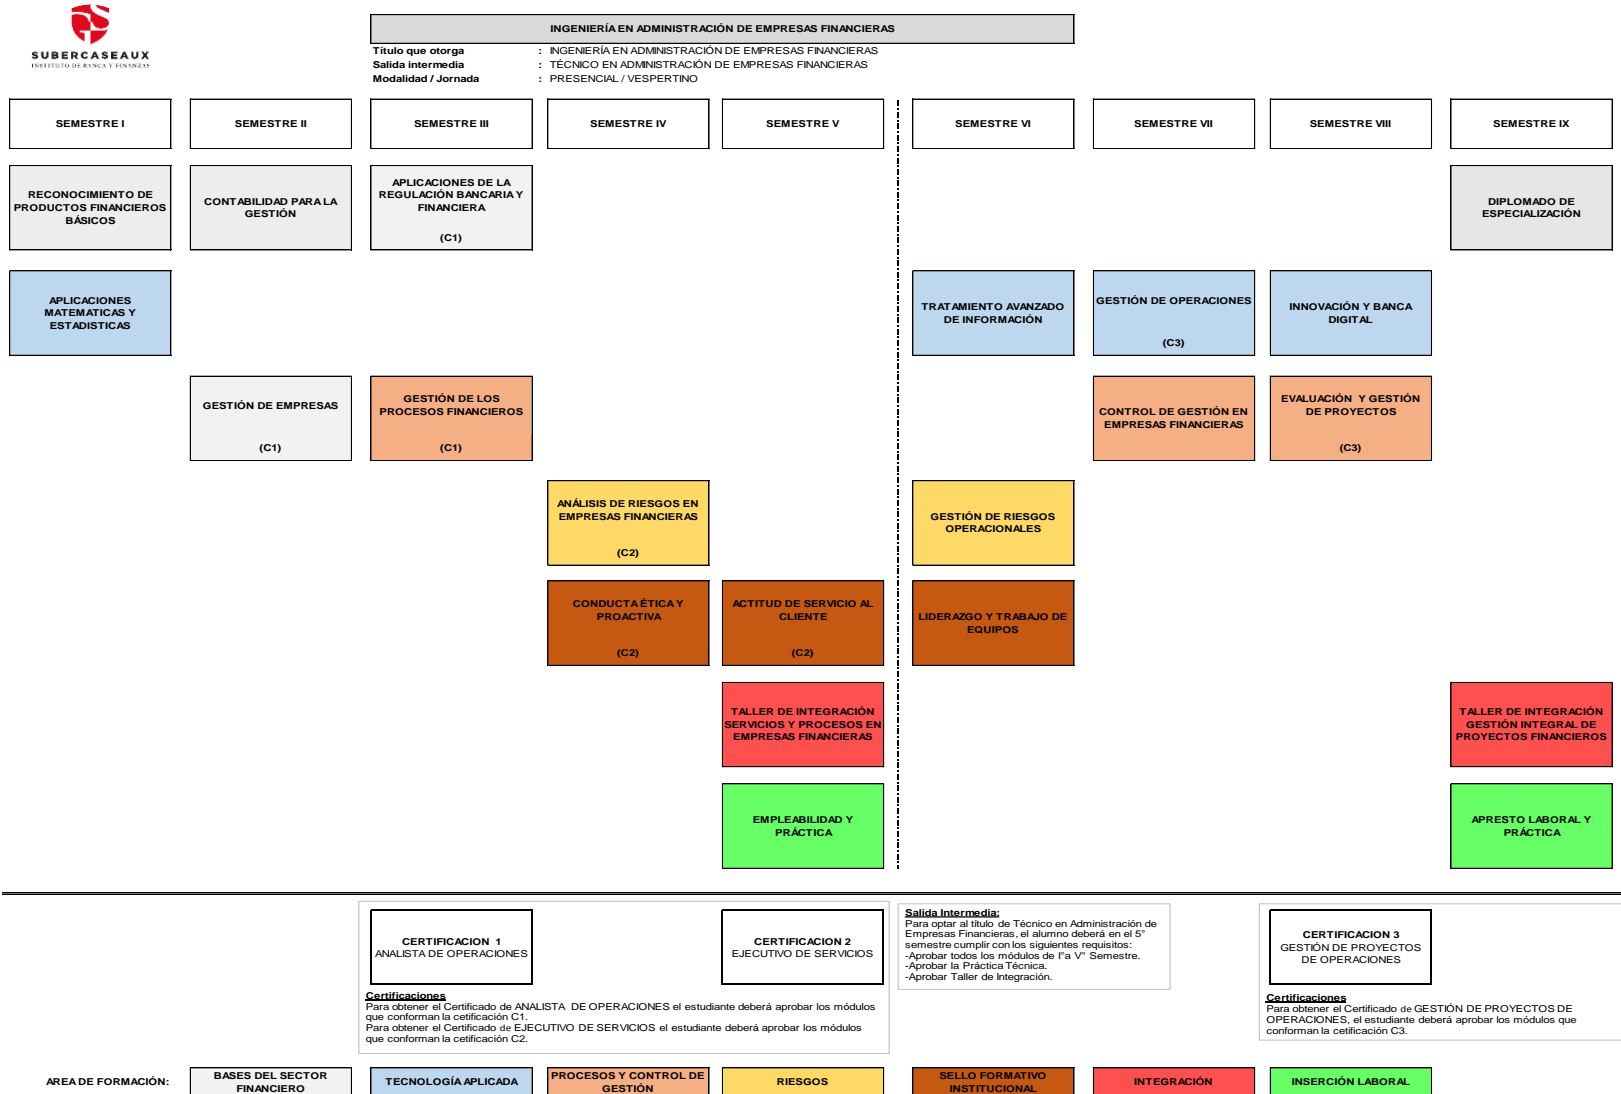 SUBERCASEAUX
INSTITUTO DE BANCA Y FINANZAS
INGENIERÍA EN ADMINISTRACIÓN DE EMPRESAS FINANCIERAS
Título que otorga : INGENIERÍA EN ADMINISTRACIÓN DE EMPRESAS FINANCIERAS
Salida intermedia : TÉCNICO EN ADMINISTRACIÓN DE EMPRESAS FINANCIERAS
Modalidad / Jornada : PRESENCIAL / VESPERTINO
SEMESTRE I
SEMESTRE II
SEMESTRE III
SEMESTRE IV
SEMESTRE V
SEMESTRE VI
SEMESTRE VII
SEMESTRE VIII
SEMESTRE IX
RECONOCIMIENTO DE
PRODUCTOS FINANCIEROS
BÁSICOS
CONTABILIDAD PARA LA
GESTIÓN
APLICACIONES DE LA
REGULACIÓN BANCARIA Y
FINANCIERA
(C1)
DIPLOMADO DE
ESPECIALIZACIÓN
APLICACIONES
MATEMATICAS Y
ESTADISTICAS
TRATAMIENTO AVANZADO
DE INFORMACIÓN
GESTIÓN DE OPERACIONES
(C3)
INNOVACIÓN Y BANCA
DIGITAL
GESTIÓN DE EMPRESAS
(C1)
GESTIÓN DE LOS
PROCESOS FINANCIEROS
(C1)
CONTROL DE GESTIÓN EN
EMPRESAS FINANCIERAS
EVALUACIÓN Y GESTIÓN
DE PROYECTOS
(C3)
ANÁLISIS DE RIESGOS EN
EMPRESAS FINANCIERAS
(C2)
GESTIÓN DE RIESGOS
OPERACIONALES
CONDUCTA ÉTICA Y
PROACTIVA
(C2)
ACTITUD DE SERVICIO AL
CLIENTE
(C2)
LIDERAZGO Y TRABAJO DE
EQUIPOS
TALLER DE INTEGRACIÓN
SERVICIOS Y PROCESOS EN
EMPRESAS FINANCIERAS
TALLER DE INTEGRACIÓN
GESTIÓN INTEGRAL DE
PROYECTOS FINANCIEROS
EMPLEABILIDAD Y
PRÁCTICA
APRESTO LABORAL Y
PRÁCTICA
CERTIFICACION 1
ANALISTA DE OPERACIONES
CERTIFICACION 2
EJECUTIVO DE SERVICIOS
Certificaciones
Para obtener el Certificado de ANALISTA DE OPERACIONES el estudiante deberá aprobar los módulos
que conforman la cetificación C1.
Para obtener el Certificado de EJECUTIVO DE SERVICIOS el estudiante deberá aprobar los módulos
que conforman la cetificación C2.
Salida Intermedia:
Para optar al título de Técnico en Administración de
Empresas Financieras, el alumno deberá en el 5°
semestre cumplir con los siguientes requisitos:
-Aprobar todos los módulos de I°a V° Semestre.
-Aprobar la Práctica Técnica.
-Aprobar Taller de Integración.
CERTIFICACION 3
GESTIÓN DE PROYECTOS
DE OPERACIONES
Certificaciones
Para obtener el Certificado de GESTIÓN DE PROYECTOS DE
OPERACIONES, el estudiante deberá aprobar los módulos que
conforman la cetificación C3.
AREA DE FORMACIÓN:
BASES DEL SECTOR
FINANCIERO
TECNOLOGÍA APLICADA
PROCESOS Y CONTROL DE
GESTIÓN
RIESGOS
SELLO FORMATIVO
INSTITUCIONAL
INTEGRACIÓN
INSERCIÓN LABORAL